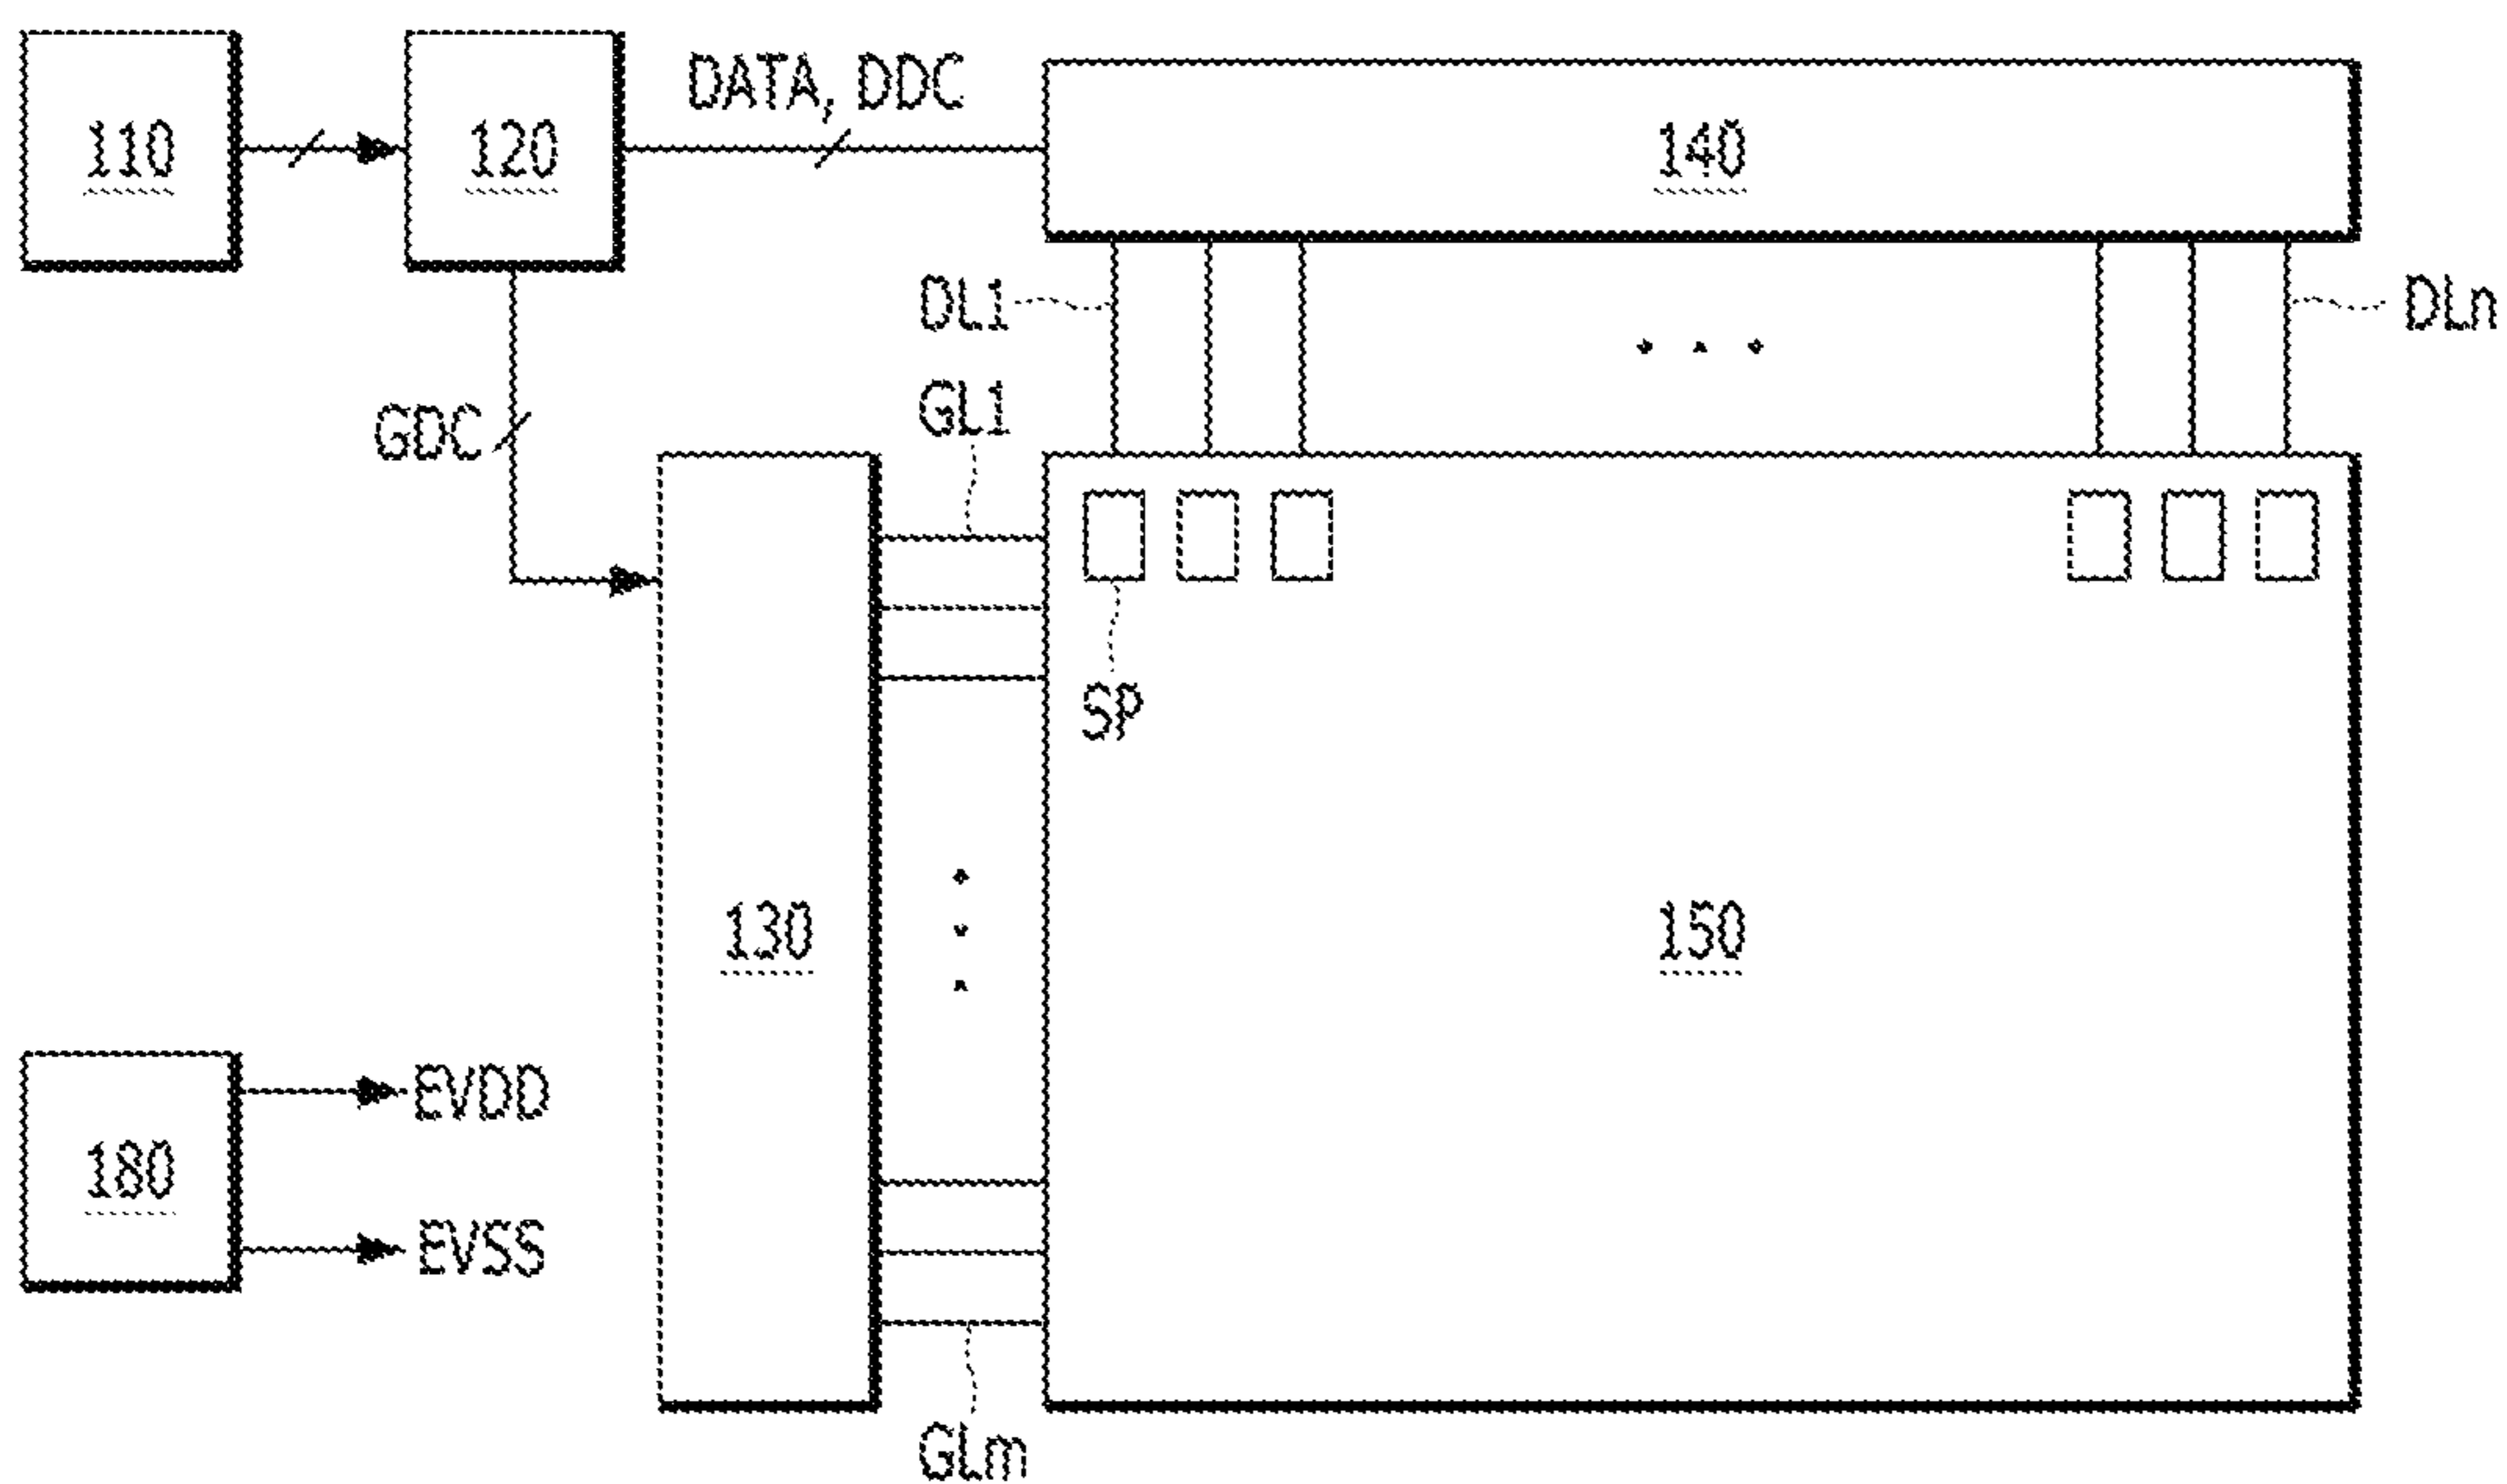 110
120
DATA, DDC
140
DL1
DLn
GL1
GDC
SP
130
150
EVDD
180
EVSS
GLm